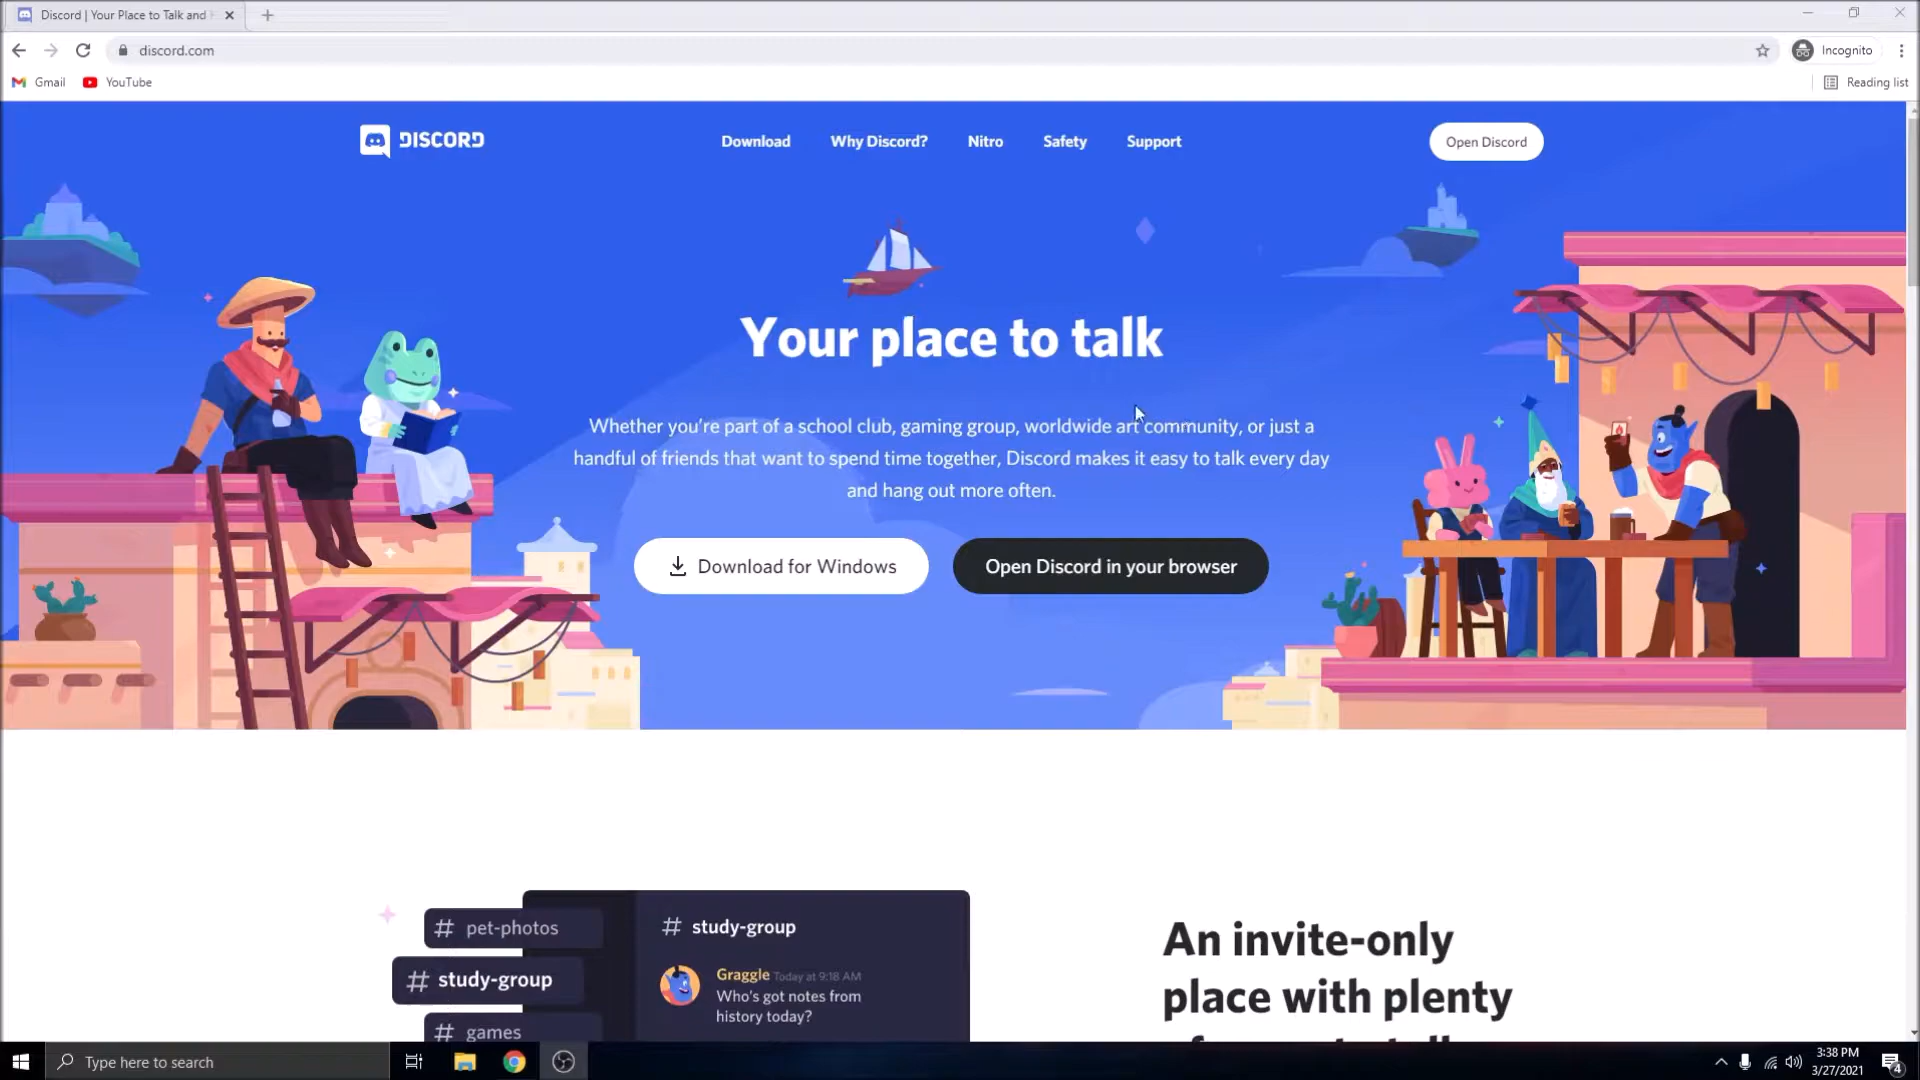 Discord | Your Place to Talk and
discord.com
Incognito
Gmail
YouTube
Reading list
DISCORD
Download
Why Discord?
Nitro
Safety
Support
Open Discord
Your place to talk
Whether you're part of a school club, gaming group, worldwide art community, or just a
handful of friends that want to spend time together, Discord makes it easy to talk every day
and hang out more often.
Download for Windows
Open Discord in your browser
# pet-photos
# study-group
# games
# study-group
Graggle Today at 9:18 AM
Who's got notes from
history today?
An invite-only
place with plenty
Type here to search
3:38 PM
3/27/2021
4